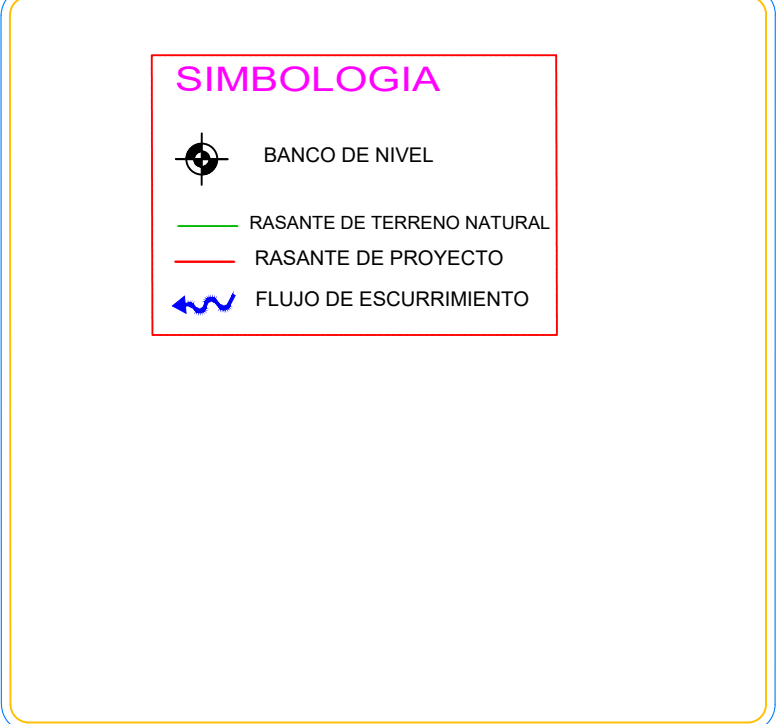 SIMBOLOGIA
BANCO DE NIVEL
RASANTE DE TERRENO NATURAL
RASANTE DE PROYECTO
FLUJO DE ESCURRIMIENTO